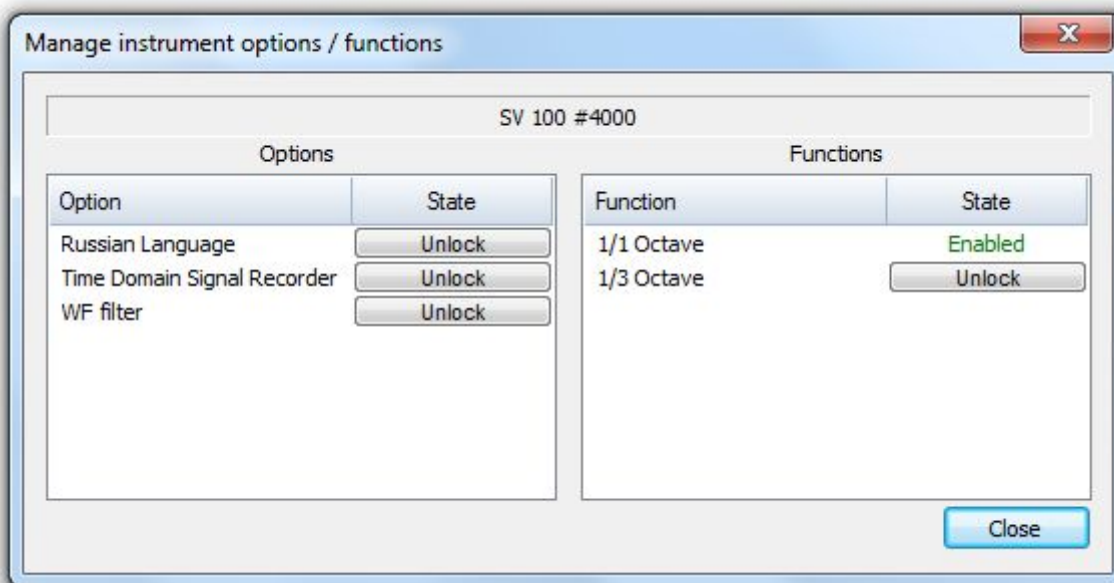 Manage instrument options / functions
SV 100 #4000
Options
Option State
Russian Language Unlock
Time Domain Signal Recorder Unlock
WF filter Unlock
Functions
Function State
1/1 Octave Enabled
1/3 Octave Unlock
Close